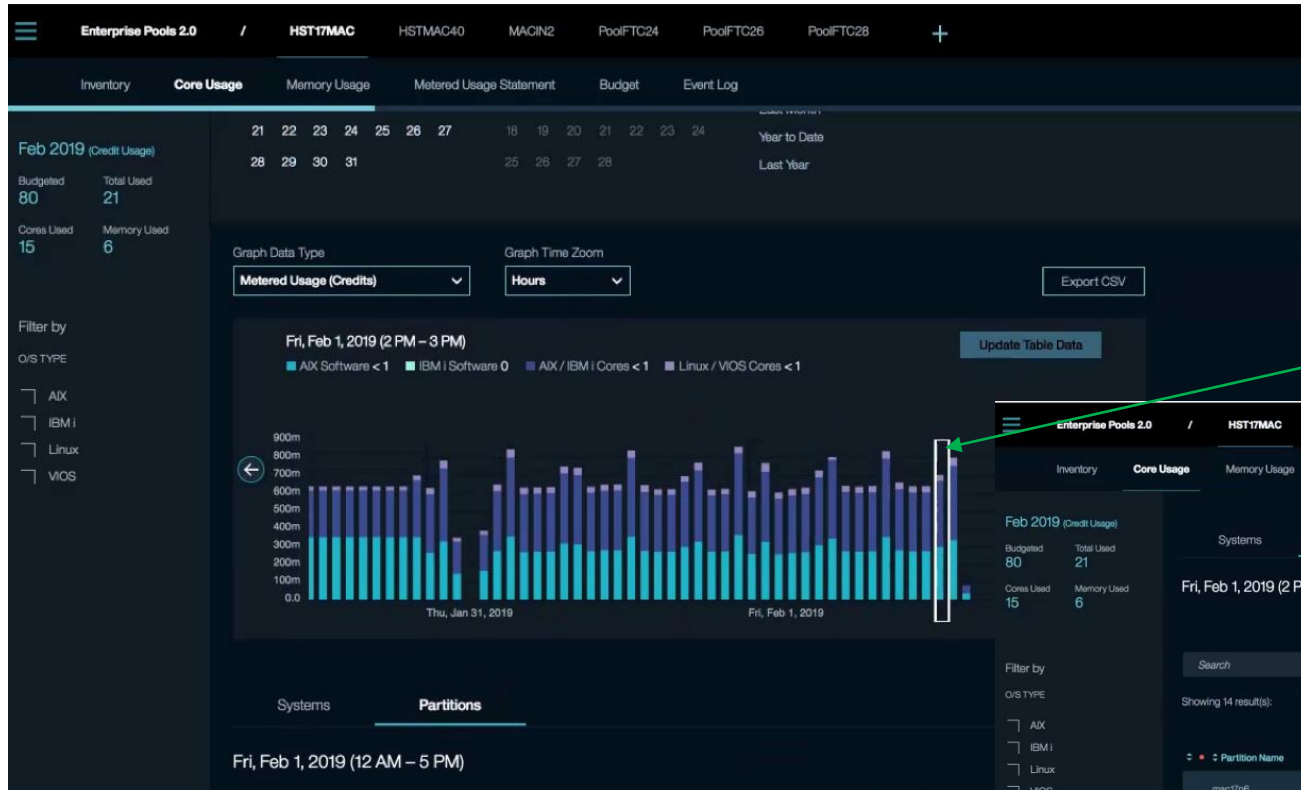 Enterprise Pools 2.0 / HST17MAC HSTMAC40 MACIN2 PoolFTC24 PoolFTC26 PoolFTC28 +
Inventory Core Usage Memory Usage Metered Usage Statement Budget Event Log
Feb 2019 (Credit Usage)
Budgeted Total Used
80 21
Cores Used Memory Used
15 6
Filter by
O/S TYPE
AIX
IBM i
Linux
VIOS
Last Month
21 22 23 24 25 26 27 18 19 20 21 22 23 24 Year to Date
28 29 30 31 25 26 27 28 Last Year
Graph Data Type Graph Time Zoom
Metered Usage (Credits) Hours Export CSV
Fri, Feb 1, 2019 (2 PM – 3 PM) Update Table Data
AIX Software < 1 IBM i Software 0 AIX / IBM i Cores < 1 Linux / VIOS Cores < 1
900m
800m
700m
600m
500m
400m
300m
200m
100m
0.0
Thu, Jan 31, 2019 Fri, Feb 1, 2019
Systems Partitions
Fri, Feb 1, 2019 (12 AM – 5 PM)
Enterprise Pools 2.0 / HST17MAC
Inventory Core Usage Memory Usage
Feb 2019 (Credit Usage)
Budgeted Total Used
80 21
Cores Used Memory Used
15 6
Filter by
O/S TYPE
AIX
IBM i
Linux
VIOS
Systems
Fri, Feb 1, 2019 (2 P
Search
Showing 14 result(s):
Partition Name
mac17p6